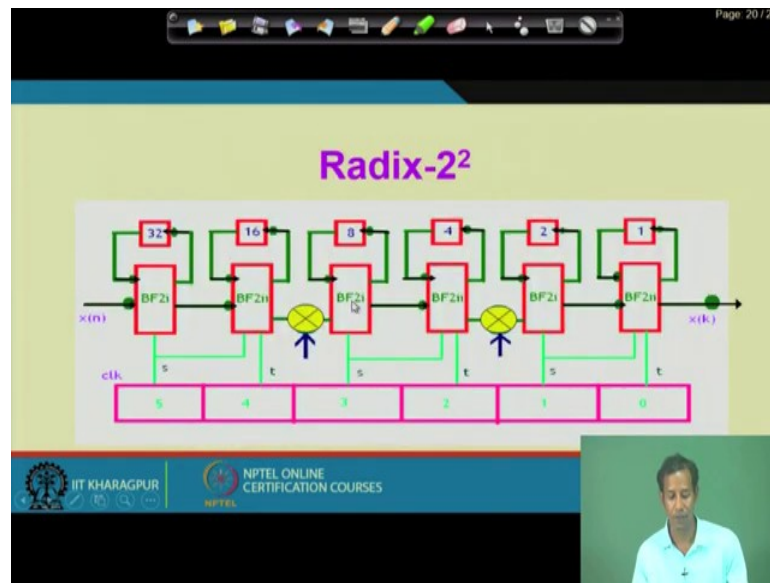 Page: 20/2
Radix-2²
32 16 8 4 2 1
BF2i BF2ii BF2i BF2ii BF2i BF2ii
x(n) x(k)
s t s t s t
clk
5 4 3 2 1 0
IIT KHARAGPUR
NPTEL
NPTEL ONLINE
CERTIFICATION COURSES